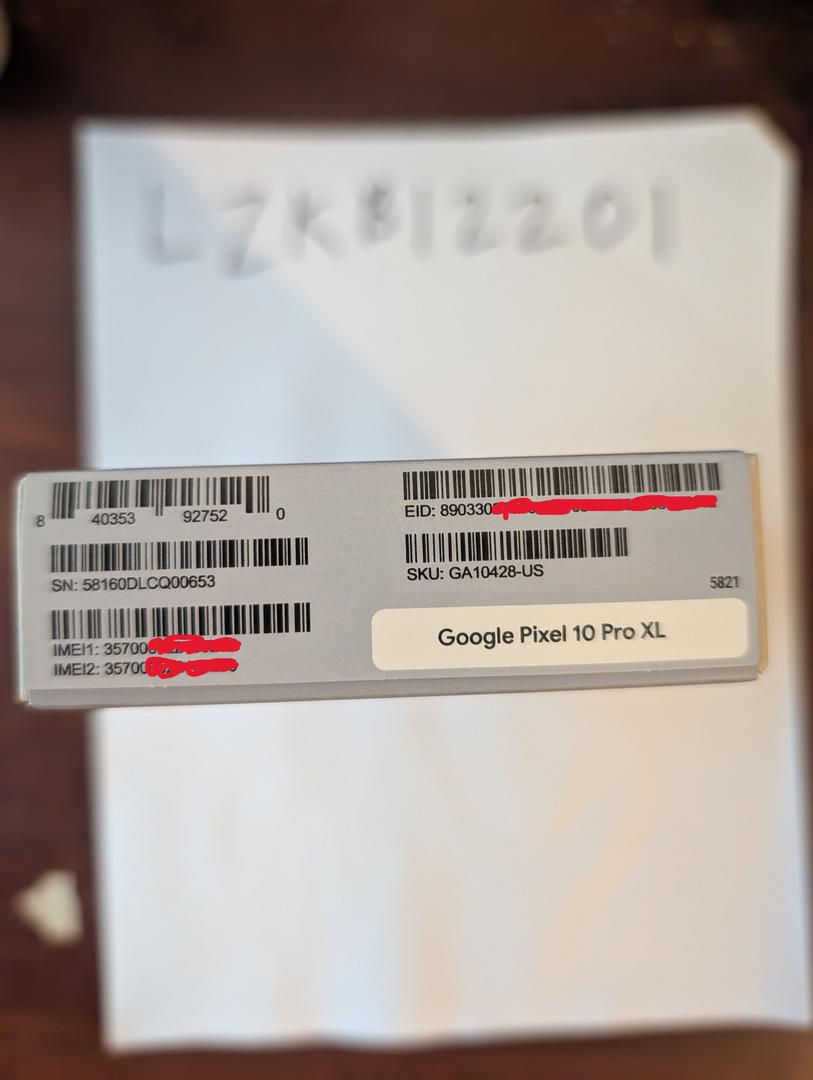 LZKB12201
8 40353 92752 0
SN: 58160DLCQ00653
IMEI1: 35700
IMEI2: 35700
EID: 890330
SKU: GA10428-US
5821
Google Pixel 10 Pro XL